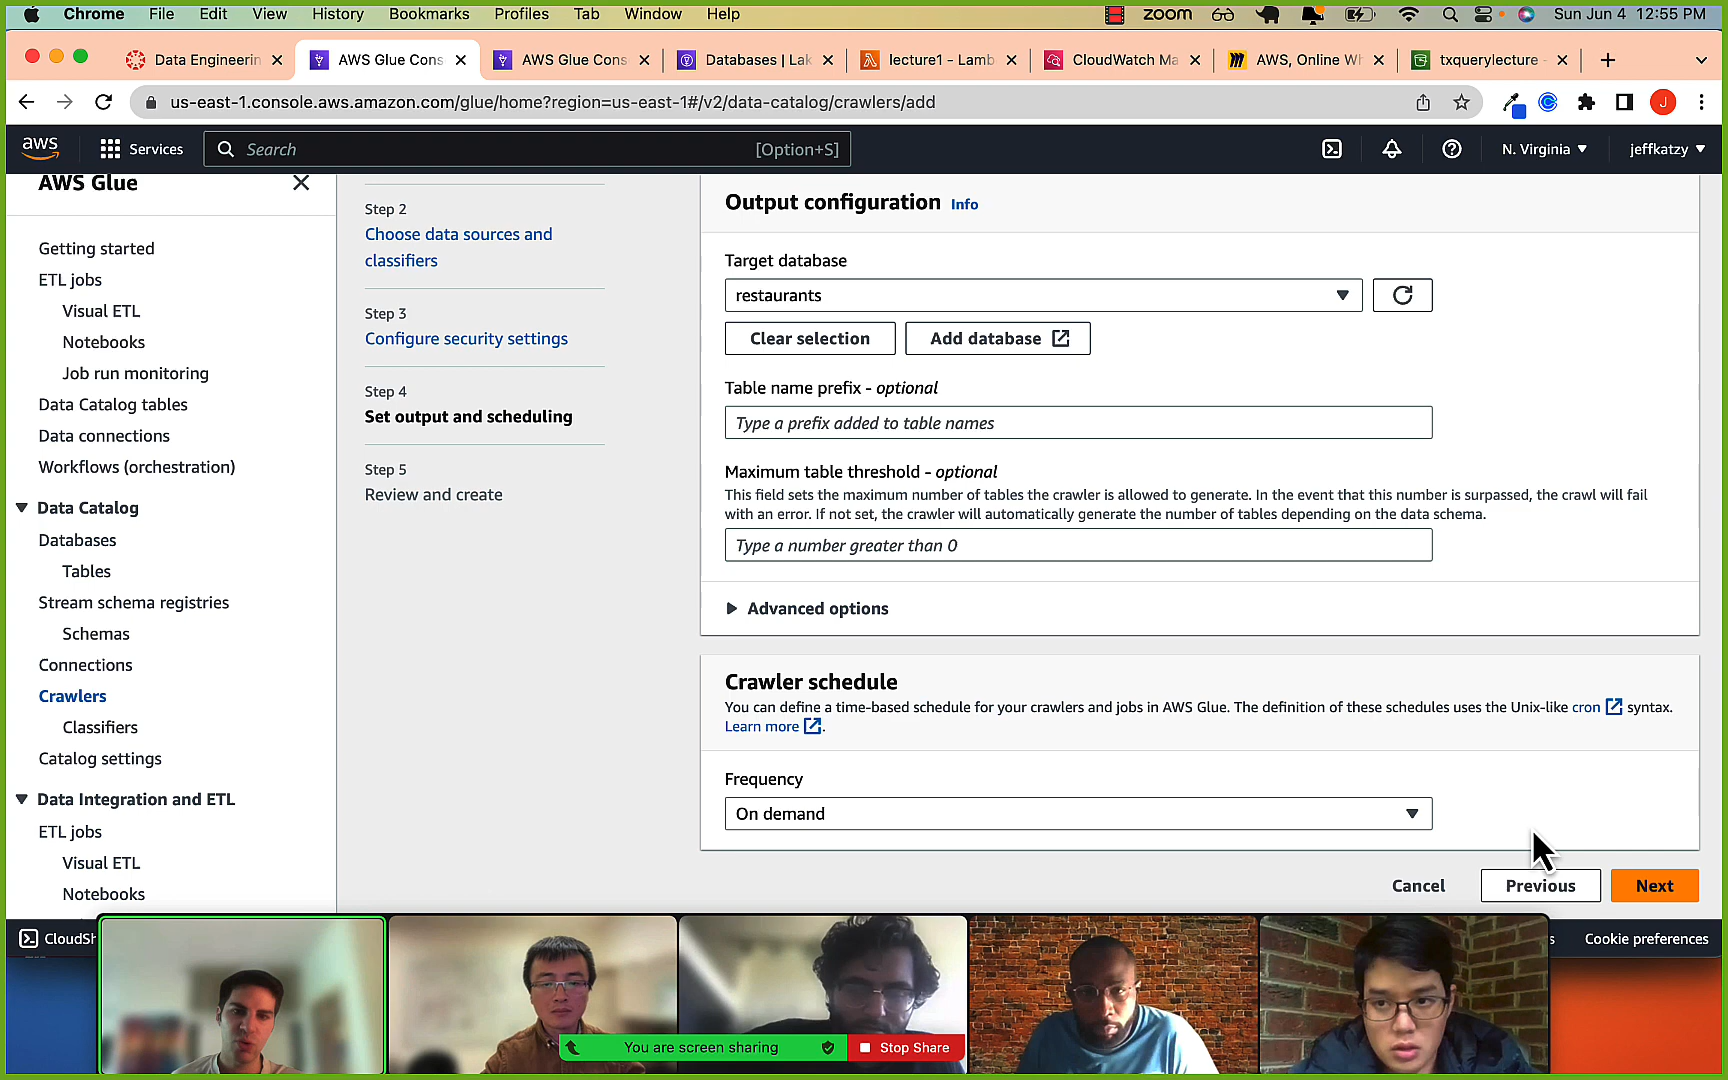 Chrome File Edit View History Bookmarks Profiles Tab Window Help zoom Sun Jun 4 12:55 PM
Data Engineerin AWS Glue Cons AWS Glue Cons Databases | Lak lecture1 - Lamb CloudWatch Ma AWS, Online Wh txquerylecture -
us-east-1.console.aws.amazon.com/glue/home?region=us-east-1#/v2/data-catalog/crawlers/add J
aws Services Search [Option+S] N. Virginia jeffkatzy
AWS Glue
Getting started
ETL jobs
Visual ETL
Notebooks
Job run monitoring
Data Catalog tables
Data connections
Workflows (orchestration)
Data Catalog
Databases
Tables
Stream schema registries
Schemas
Connections
Crawlers
Classifiers
Catalog settings
Data Integration and ETL
ETL jobs
Visual ETL
Notebooks
Step 2
Choose data sources and
classifiers
Step 3
Configure security settings
Step 4
Set output and scheduling
Step 5
Review and create
Output configuration Info
Target database
restaurants
Clear selection Add database
Table name prefix - optional
Type a prefix added to table names
Maximum table threshold - optional
This field sets the maximum number of tables the crawler is allowed to generate. In the event that this number is surpassed, the crawl will fail
with an error. If not set, the crawler will automatically generate the number of tables depending on the data schema.
Type a number greater than 0
Advanced options
Crawler schedule
You can define a time-based schedule for your crawlers and jobs in AWS Glue. The definition of these schedules uses the Unix-like cron syntax.
Learn more.
Frequency
On demand
Cancel Previous Next
CloudSh s Cookie preferences
You are screen sharing Stop Share